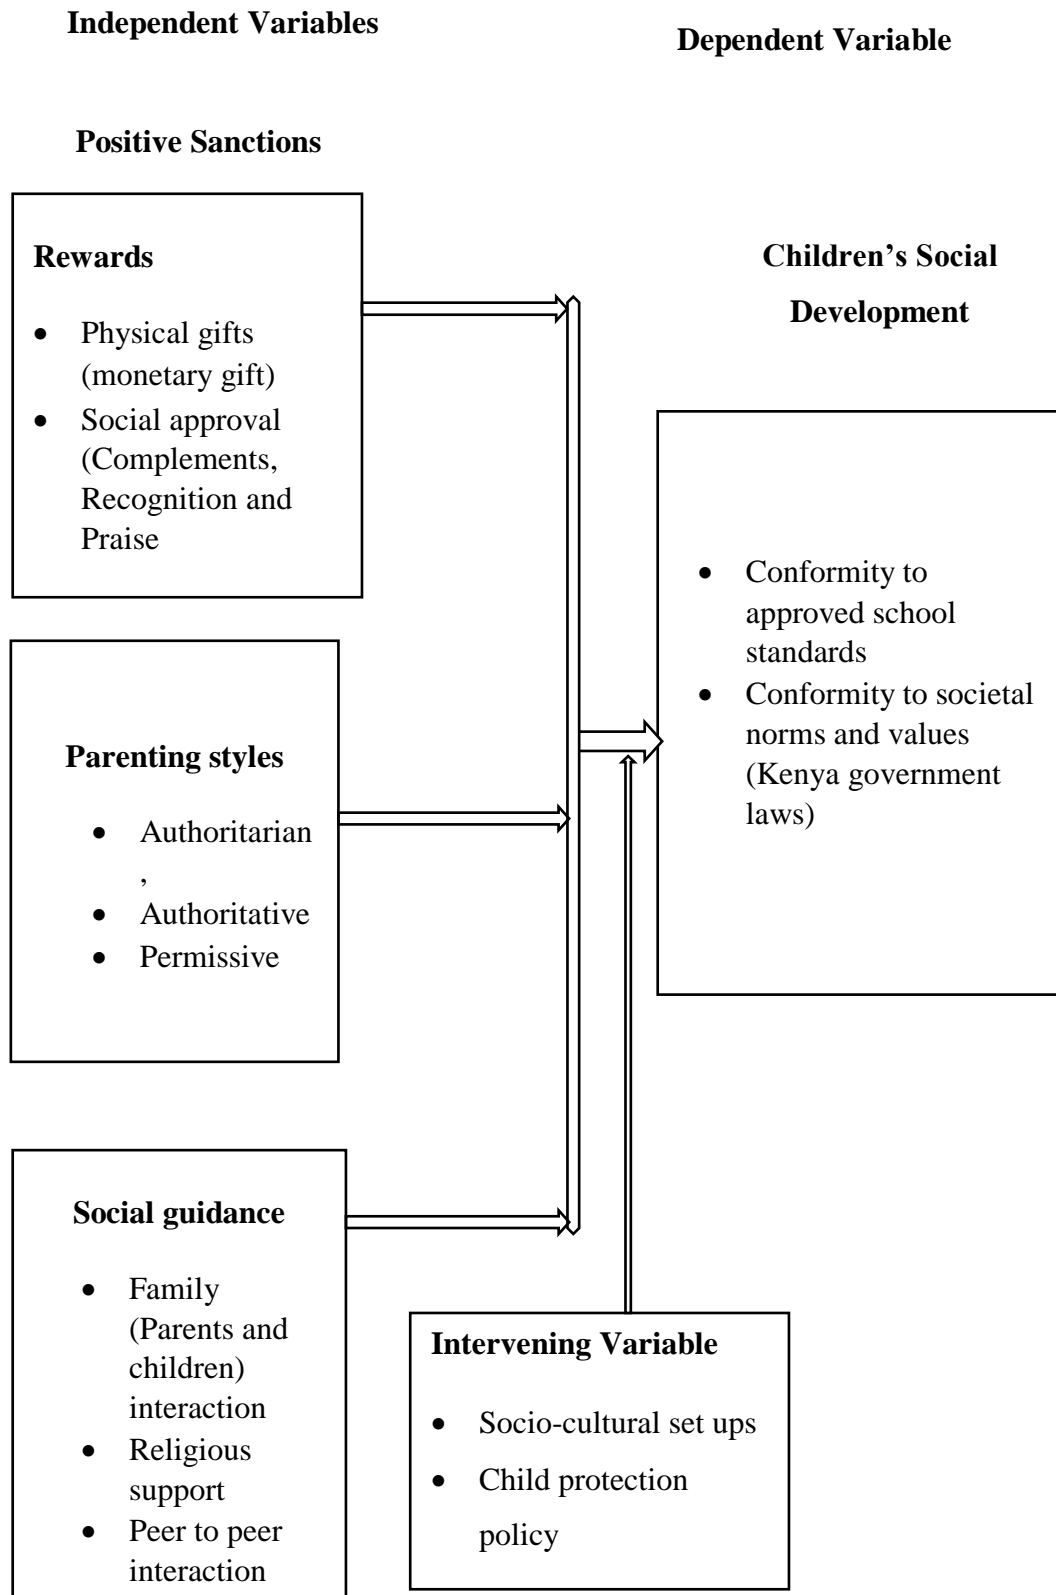 Independent Variables
Dependent Variable
Positive Sanctions
Rewards
• Physical gifts
(monetary gift)
• Social approval
(Complements,
Recognition and
Praise
Parenting styles
• Authoritarian
,
• Authoritative
• Permissive
Social guidance
• Family
(Parents and
children)
interaction
• Religious
support
• Peer to peer
interaction
Children’s Social
Development
• Conformity to
approved school
standards
• Conformity to societal
norms and values
(Kenya government
laws)
Intervening Variable
• Socio-cultural set ups
• Child protection
policy